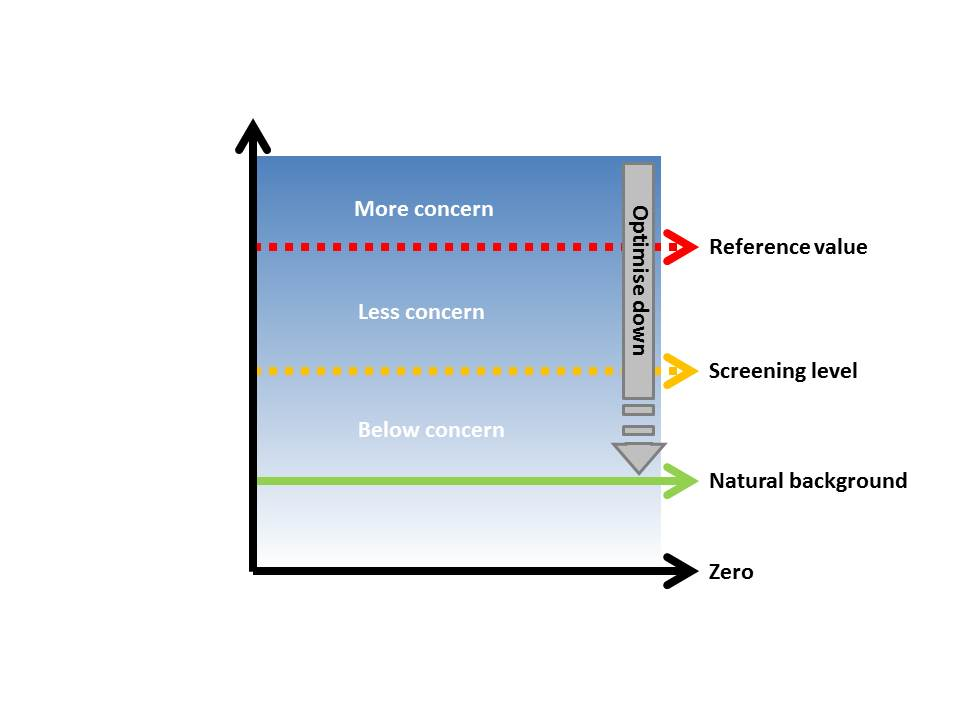 More concern
Optimise down
Reference value
Less concern
Screening level
Below concern
Natural background
Zero